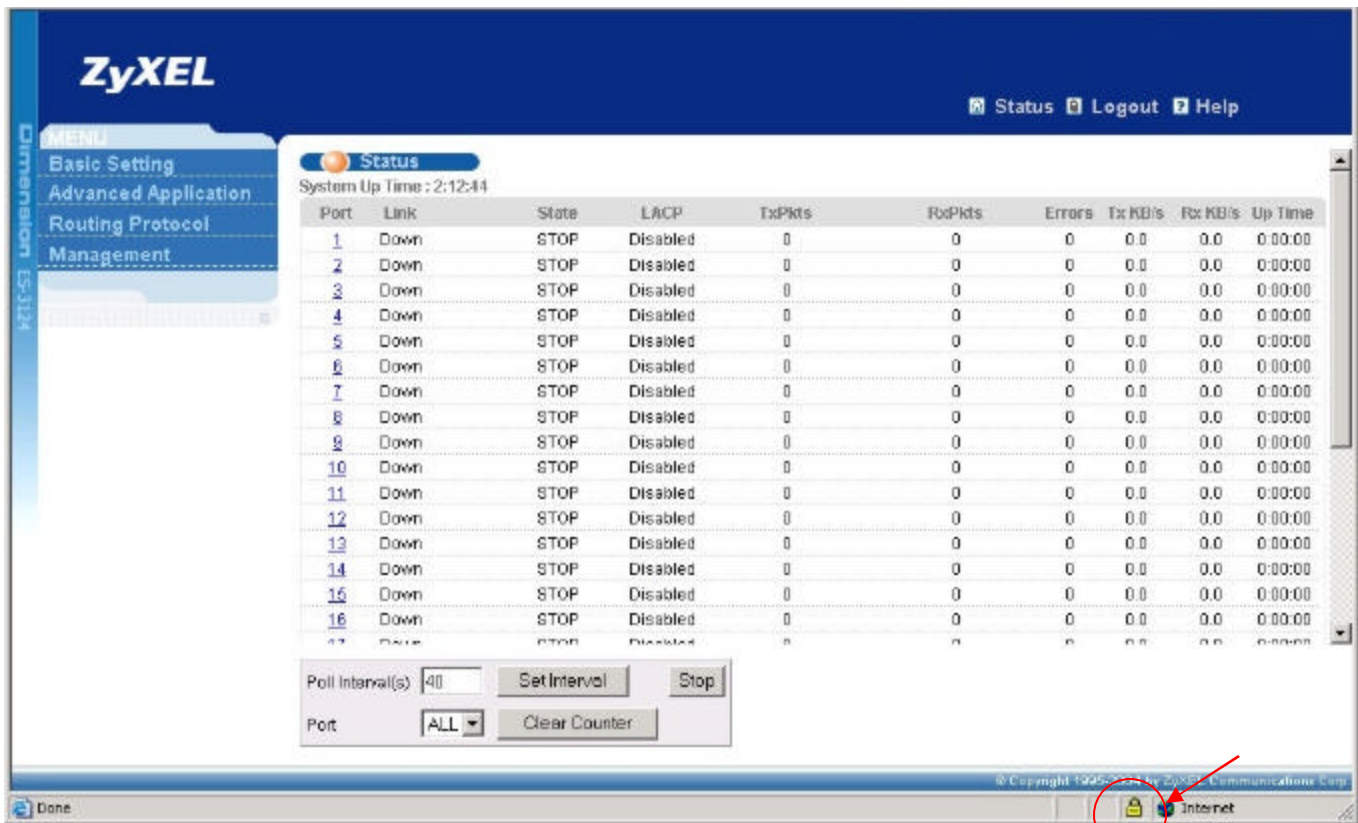 ZyXEL
Status Logout Help
Dimension ES-3124
MENU
Basic Setting
Advanced Application
Routing Protocol
Management
Status
System Up Time : 2:12:44
Port Link State LACP TxPkts RxPkts Errors Tx KB/s Rx KB/s Up Time
1 Down STOP Disabled 0 0 0 0.0 0.0 0:00:00
2 Down STOP Disabled 0 0 0 0.0 0.0 0:00:00
3 Down STOP Disabled 0 0 0 0.0 0.0 0:00:00
4 Down STOP Disabled 0 0 0 0.0 0.0 0:00:00
5 Down STOP Disabled 0 0 0 0.0 0.0 0:00:00
6 Down STOP Disabled 0 0 0 0.0 0.0 0:00:00
7 Down STOP Disabled 0 0 0 0.0 0.0 0:00:00
8 Down STOP Disabled 0 0 0 0.0 0.0 0:00:00
9 Down STOP Disabled 0 0 0 0.0 0.0 0:00:00
10 Down STOP Disabled 0 0 0 0.0 0.0 0:00:00
11 Down STOP Disabled 0 0 0 0.0 0.0 0:00:00
12 Down STOP Disabled 0 0 0 0.0 0.0 0:00:00
13 Down STOP Disabled 0 0 0 0.0 0.0 0:00:00
14 Down STOP Disabled 0 0 0 0.0 0.0 0:00:00
15 Down STOP Disabled 0 0 0 0.0 0.0 0:00:00
16 Down STOP Disabled 0 0 0 0.0 0.0 0:00:00
Poll Interval(s) 40 Set Interval Stop
Port ALL Clear Counter
© Copyright by ZyXEL Communications Corp
Done Internet